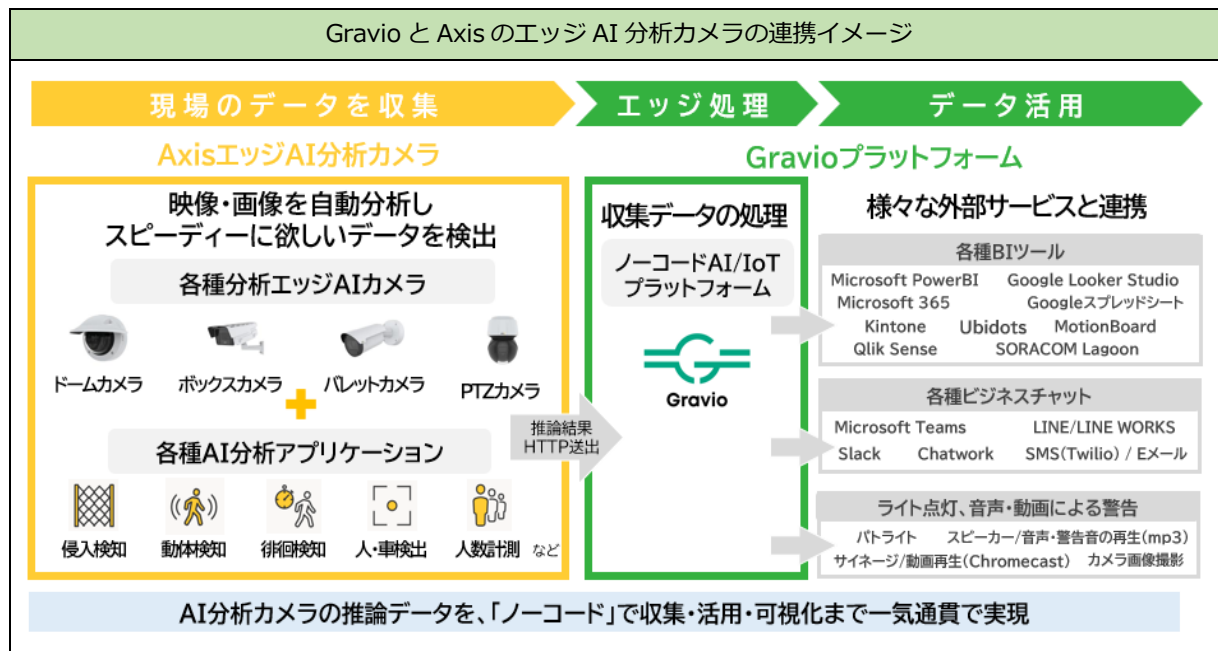 Gravio と Axis のエッジ AI 分析カメラの連携イメージ
現場のデータを収集
エッジ処理
データ活用
AxisエッジAI分析カメラ
Gravioプラットフォーム
映像・画像を自動分析し
スピーディーに欲しいデータを検出
各種分析エッジAIカメラ
ドームカメラ
ボックスカメラ
バレットカメラ
PTZカメラ
各種AI分析アプリケーション
侵入検知
動体検知
徘徊検知
人・車検出
人数計測
など
推論結果
HTTP送出
収集データの処理
ノーコードAI/IoT
プラットフォーム
Gravio
様々な外部サービスと連携
各種BIツール
Microsoft PowerBI Google Looker Studio
Microsoft 365 Googleスプレッドシート
Kintone Ubidots MotionBoard
Qlik Sense SORACOM Lagoon
各種ビジネスチャット
Microsoft Teams LINE/LINE WORKS
Slack Chatwork SMS(Twilio) / Eメール
ライト点灯、音声・動画による警告
パトライト スピーカー/音声・警告音の再生(mp3)
サイネージ/動画再生(Chromecast) カメラ画像撮影
AI分析カメラの推論データを、「ノーコード」で収集・活用・可視化まで一気通貫で実現